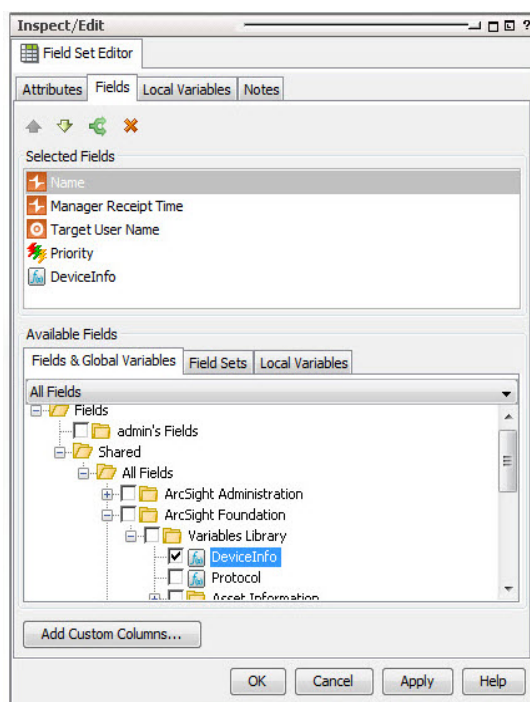 Inspect/Edit
?
Field Set Editor
Attributes Fields Local Variables Notes
Selected Fields
Name
Manager Receipt Time
Target User Name
Priority
DeviceInfo
Available Fields
Fields & Global Variables Field Sets Local Variables
All Fields
Fields
admin's Fields
Shared
All Fields
ArcSight Administration
ArcSight Foundation
Variables Library
DeviceInfo
Protocol
Asset Information
Add Custom Columns...
OK Cancel Apply Help